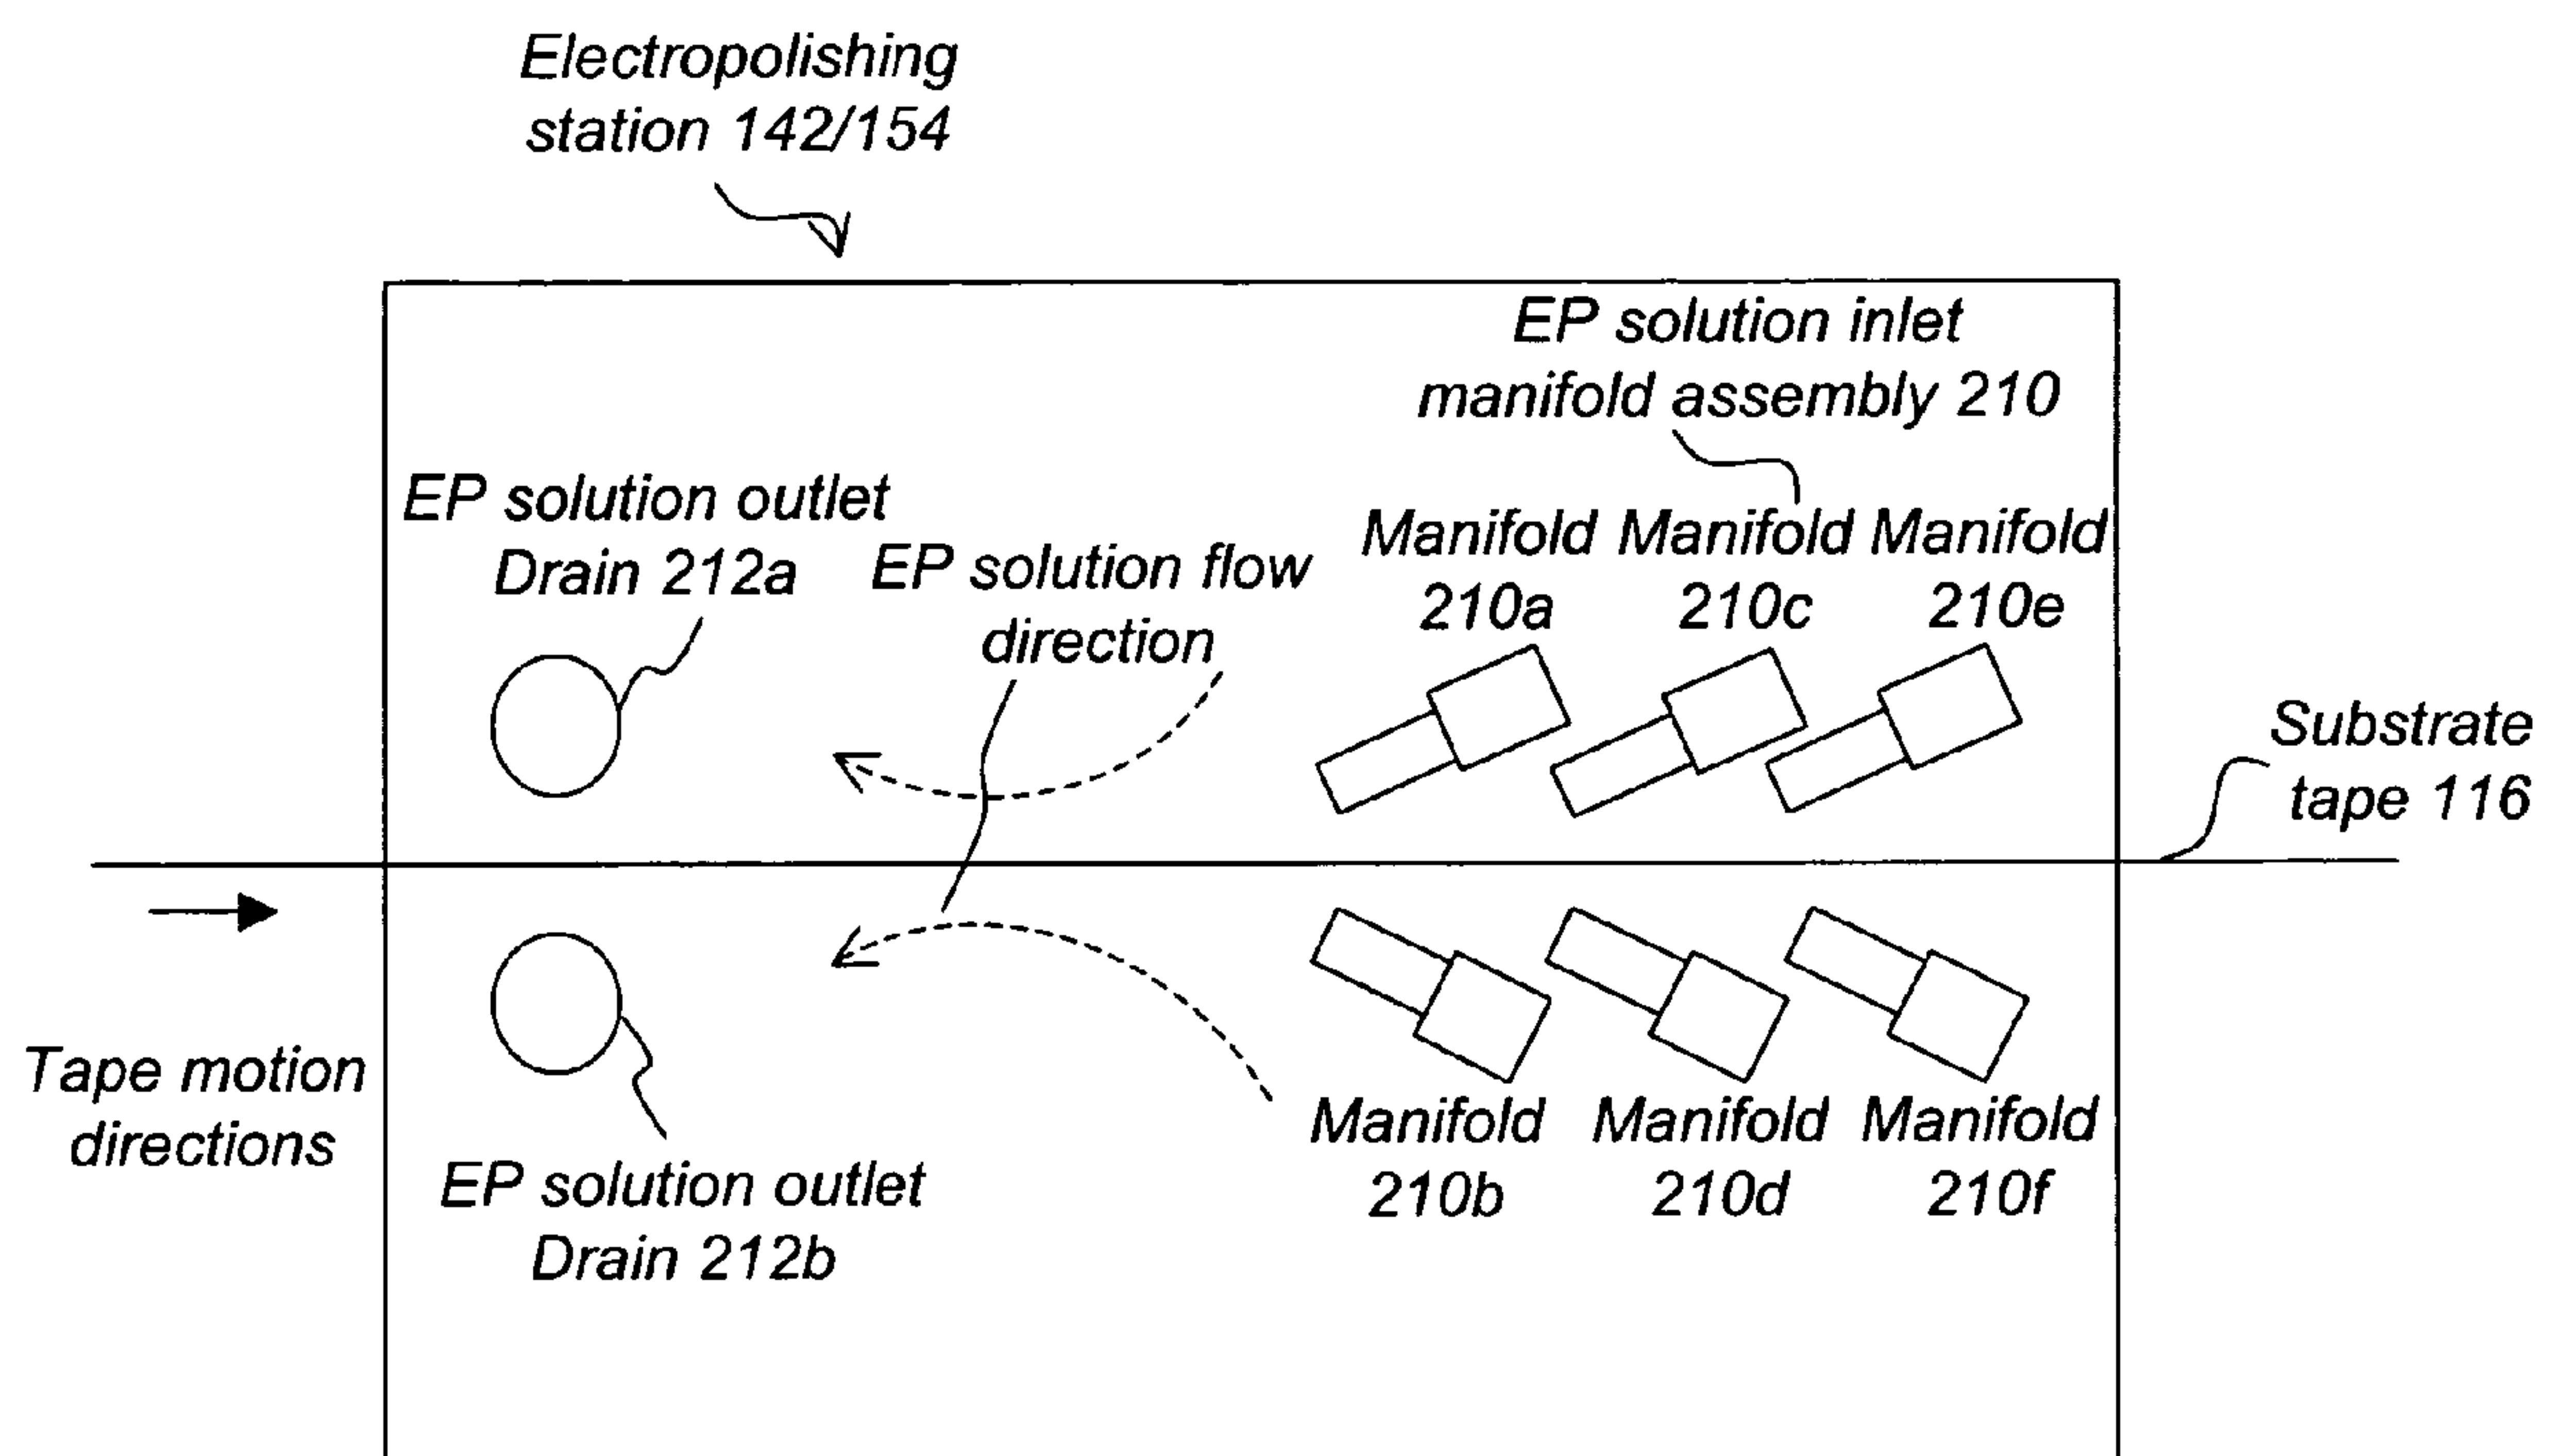 Electropolishing
station 142/154
EP solution inlet
manifold assembly 210
EP solution outlet
Drain 212a
EP solution flow
direction
Manifold Manifold Manifold
210a 210c 210e
Substrate
tape 116
Tape motion
directions
EP solution outlet
Drain 212b
Manifold Manifold Manifold
210b 210d 210f